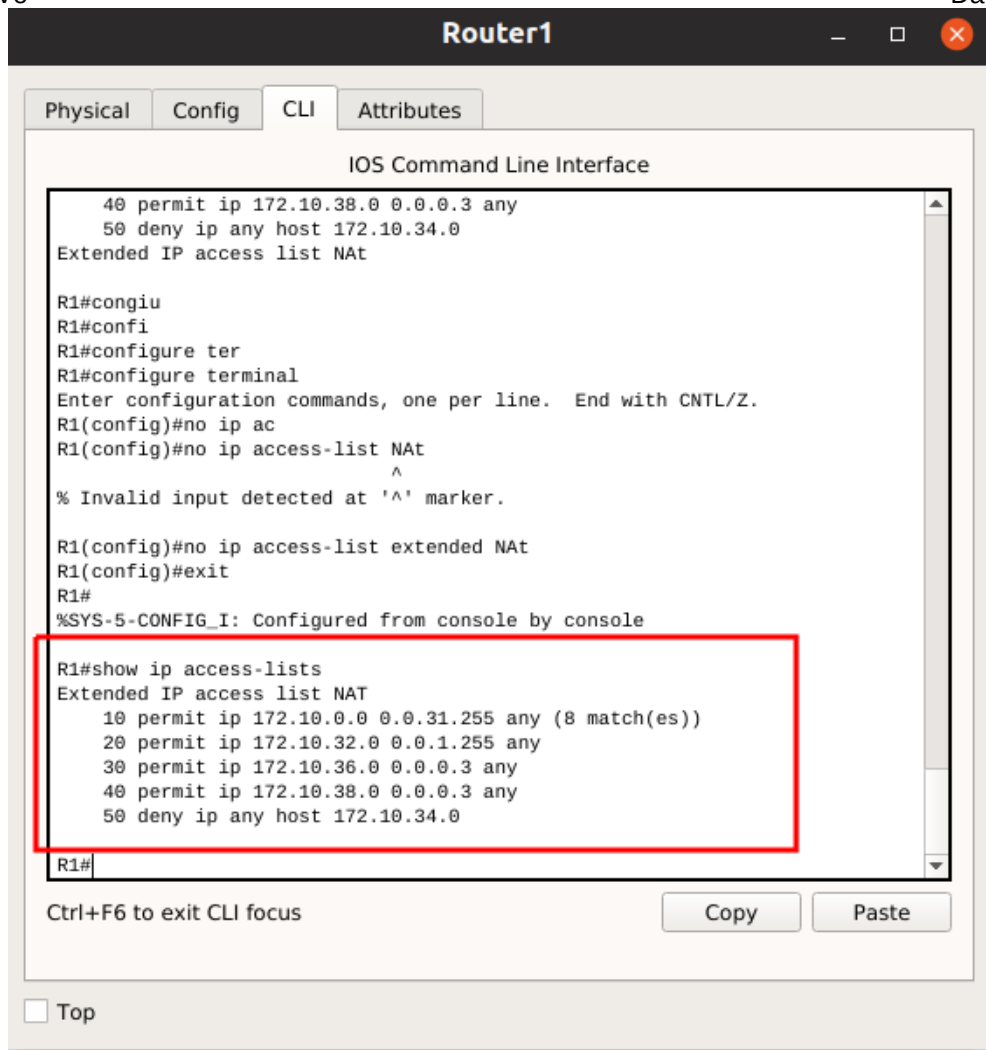 Router1
Physical Config CLI Attributes
IOS Command Line Interface
40 permit ip 172.10.38.0 0.0.0.3 any
50 deny ip any host 172.10.34.0
Extended IP access list NAt
R1#congiu
R1#confi
R1#configure ter
R1#configure terminal
Enter configuration commands, one per line.  End with CNTL/Z.
R1(config)#no ip ac
R1(config)#no ip access-list NAt
^
% Invalid input detected at '^' marker.
R1(config)#no ip access-list extended NAt
R1(config)#exit
R1#
%SYS-5-CONFIG_I: Configured from console by console
R1#show ip access-lists
Extended IP access list NAT
10 permit ip 172.10.0.0 0.0.31.255 any (8 match(es))
20 permit ip 172.10.32.0 0.0.1.255 any
30 permit ip 172.10.36.0 0.0.0.3 any
40 permit ip 172.10.38.0 0.0.0.3 any
50 deny ip any host 172.10.34.0
R1#
Ctrl+F6 to exit CLI focus
Copy Paste
Top